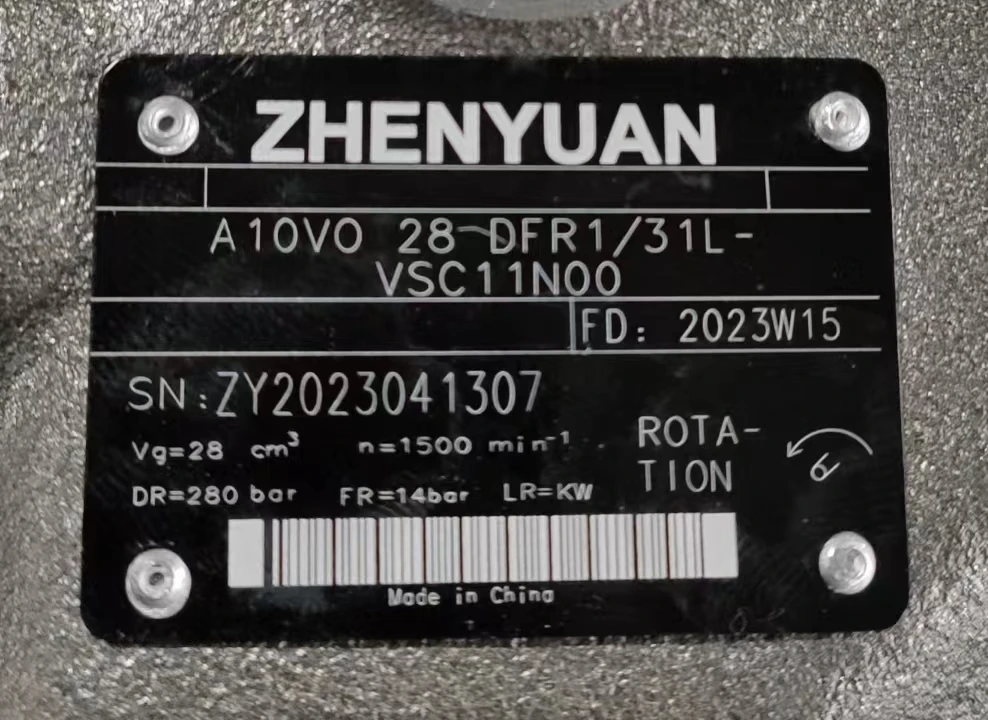 ZHENYUAN
A10VO 28-DFR1/31L-
VSC11N00
FD: 2023W15
SN:ZY2023041307
Vg=28 cm³ n=1500 min⁻¹
ROTA-
TION
DR=280 bar FR=14bar LR=KW
Made in China